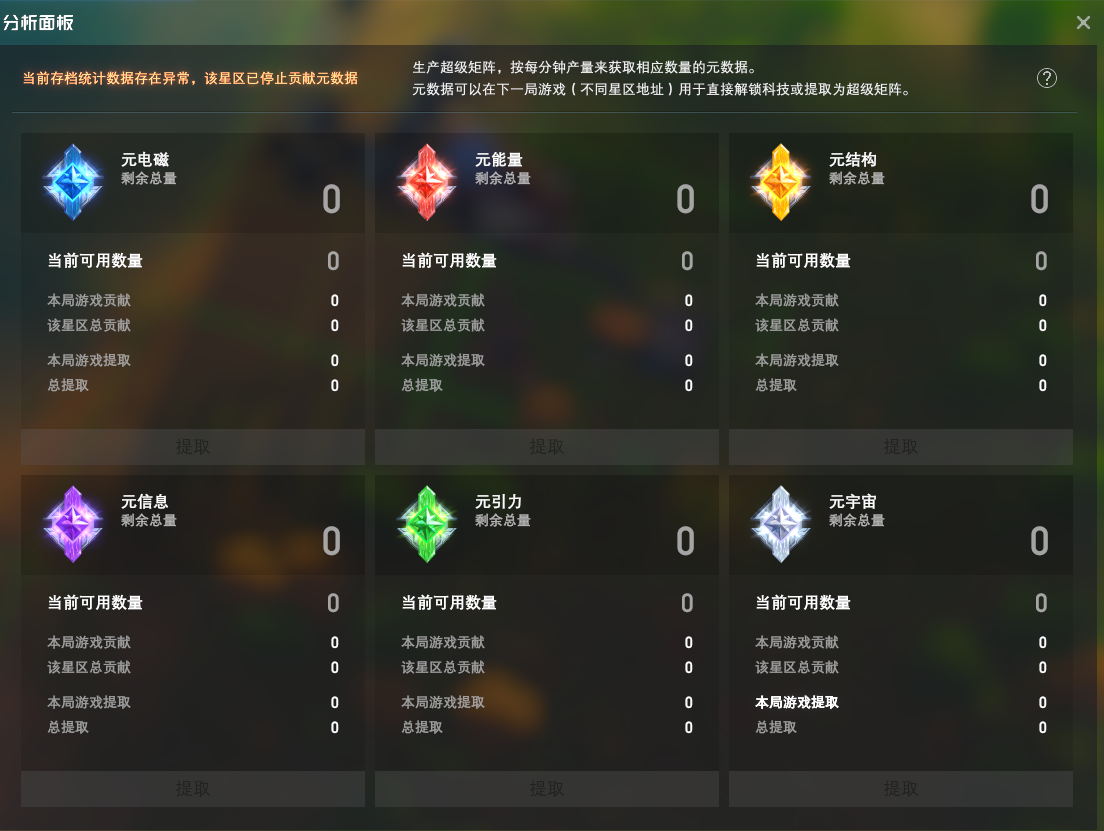 分析面板
当前存档统计数据存在异常，该星区已停止贡献元数据
生产超级矩阵，按每分钟产量来获取相应数量的元数据。
元数据可以在下一局游戏（不同星区地址）用于直接解锁科技或提取为超级矩阵。
?
元电磁
剩余总量
0
当前可用数量 0
本局游戏贡献 0
该星区总贡献 0
本局游戏提取 0
总提取 0
提取
元能量
剩余总量
0
当前可用数量 0
本局游戏贡献 0
该星区总贡献 0
本局游戏提取 0
总提取 0
提取
元结构
剩余总量
0
当前可用数量 0
本局游戏贡献 0
该星区总贡献 0
本局游戏提取 0
总提取 0
提取
元信息
剩余总量
0
当前可用数量 0
本局游戏贡献 0
该星区总贡献 0
本局游戏提取 0
总提取 0
提取
元引力
剩余总量
0
当前可用数量 0
本局游戏贡献 0
该星区总贡献 0
本局游戏提取 0
总提取 0
提取
元宇宙
剩余总量
0
当前可用数量 0
本局游戏贡献 0
该星区总贡献 0
本局游戏提取 0
总提取 0
提取